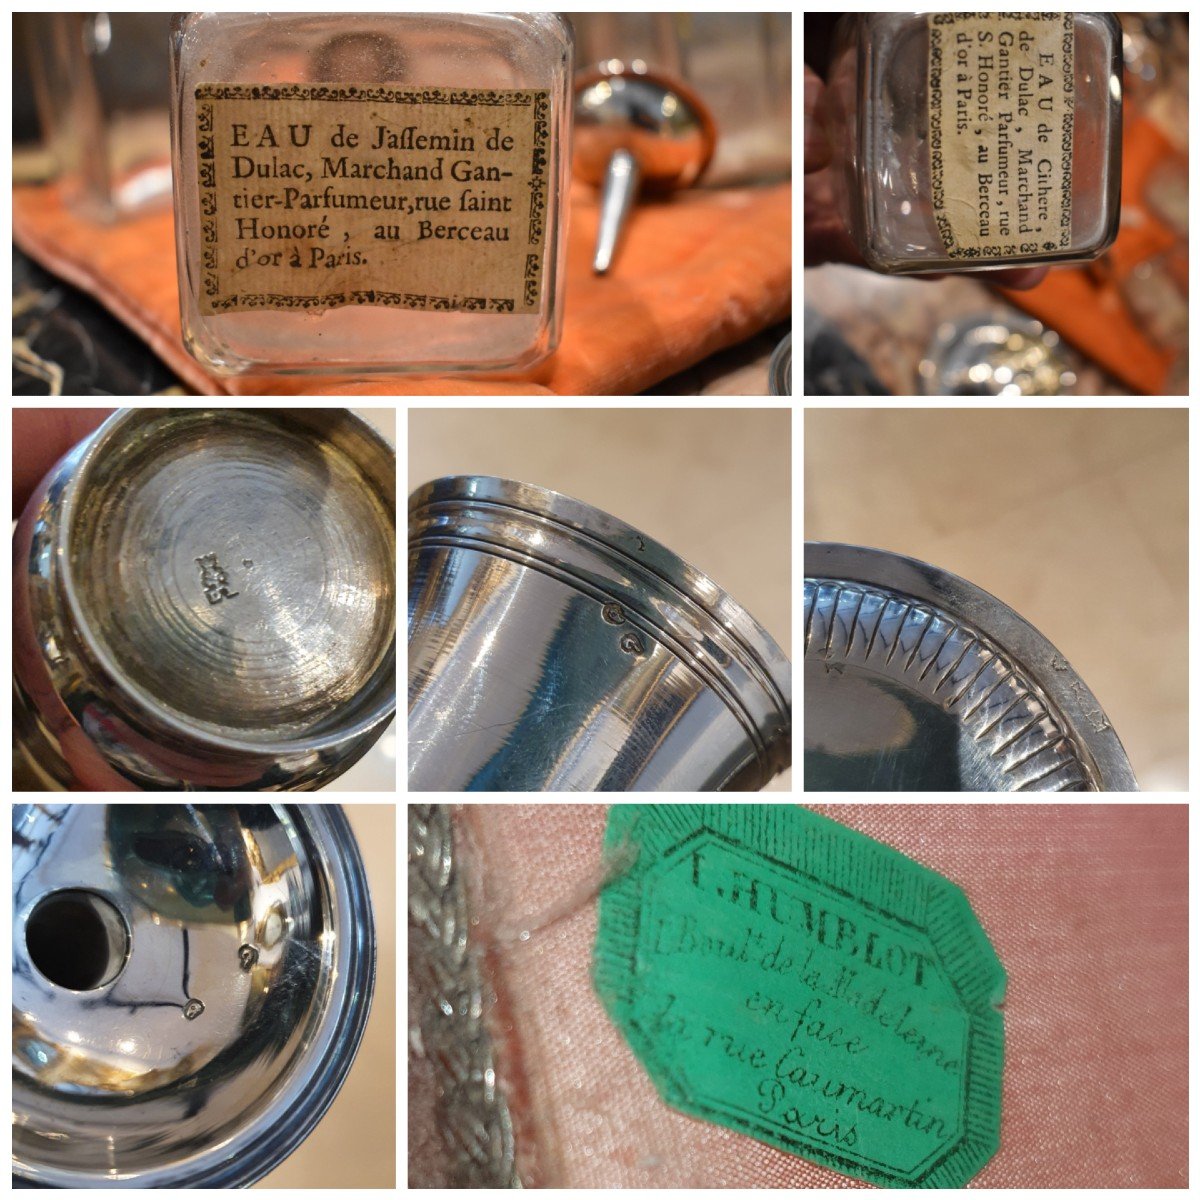 EAU de Jaſſemin de
Dulac, Marchand Gan-
tier-Parfumeur, rue ſaint
Honoré , au Berceau
d'or à Paris.
EAU de Cithere ,
de Dulac , Marchand
Gantier Parfumeur , rue
S. Honoré , au Berceau
d'or à Paris.
HUMBLOT
Boul.d de la Madeleine
en face
la rue Caumartin
Paris